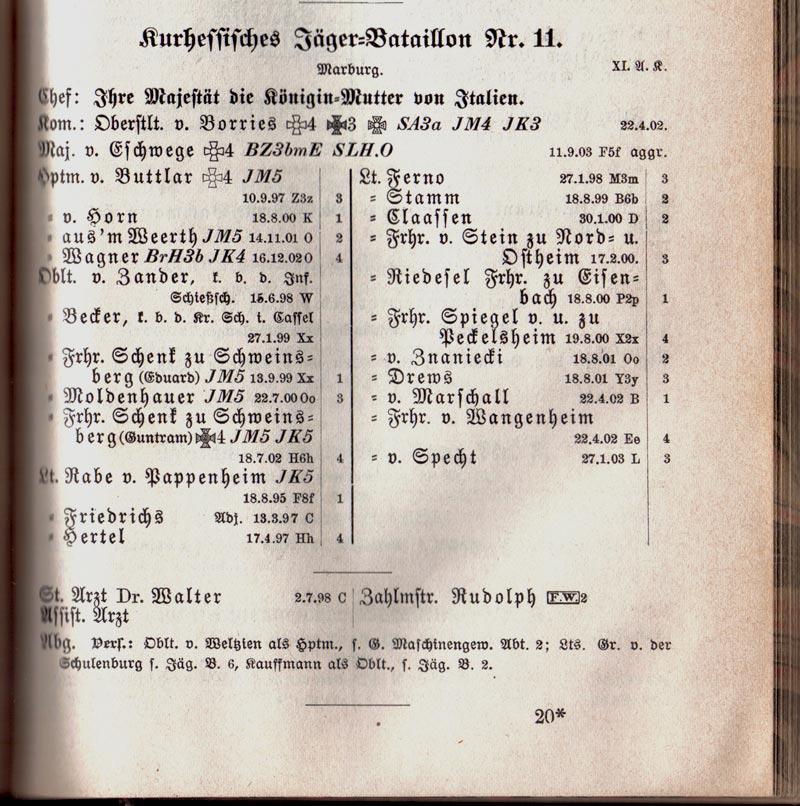 Kurhessisches Jäger-Bataillon Nr. 11.
Marburg.
XI. A. K.
Chef: Ihre Majestät die Königin-Mutter von Italien.
Kom.: Oberstlt. v. Borries 4 3 SA3a JM4 JK3 22.4.02.
Maj. v. Eschwege 4 BZ3bmE SLH.O 11.9.03 F5f aggr.
Hptm. v. Buttlar 4 JM5
10.9.97 Z3z 3
= v. Horn 18.8.00 K 1
= aus'm Weerth JM5 14.11.01 O 2
= Wagner BrH3b JK4 16.12.02 O 4
Oblt. v. Zander, k. b. d. Inf.
Schießsch. 15.6.98 W
= Becker, k. b. d. Kr. Sch. i. Cassel
27.1.99 Xx
= Frhr. Schenk zu Schweins=
berg (Eduard) JM5 13.9.99 Xx 1
= Moldenhauer JM5 22.7.00 Oo 3
= Frhr. Schenk zu Schweins=
berg (Guntram) 4 JM5 JK5
18.7.02 H6h 4
Lt. Rabe v. Pappenheim JK5
18.8.95 F8f 1
= Friedrichs Adj. 13.3.97 C
= Hertel 17.4.97 Hh 4
Lt. Ferno 27.1.98 M3m 3
= Stamm 18.8.99 B6b 2
= Claassen 30.1.00 D 2
= Frhr. v. Stein zu Nord= u.
Ostheim 17.2.00. 3
= Riedesel Frhr. zu Eisen=
bach 18.8.00 P2p 1
= Frhr. Spiegel v. u. zu
Peckelsheim 19.8.00 X2x 4
= v. Znaniecki 18.8.01 Oo 2
= Drews 18.8.01 Y3y 3
= v. Marschall 22.4.02 B 1
= Frhr. v. Wangenheim
22.4.02 Ee 4
= v. Specht 27.1.03 L 3
St. Arzt Dr. Walter 2.7.98 C
Assist. Arzt
Zahlmstr. Rudolph F.W. 2
Abg. Vers.: Oblt. v. Weltzien als Hptm., s. G. Maschinengew. Abt. 2; Lts. Gr. v. der
Schulenburg s. Jäg. B. 6, Kauffmann als Oblt., s. Jäg. B. 2.
20*